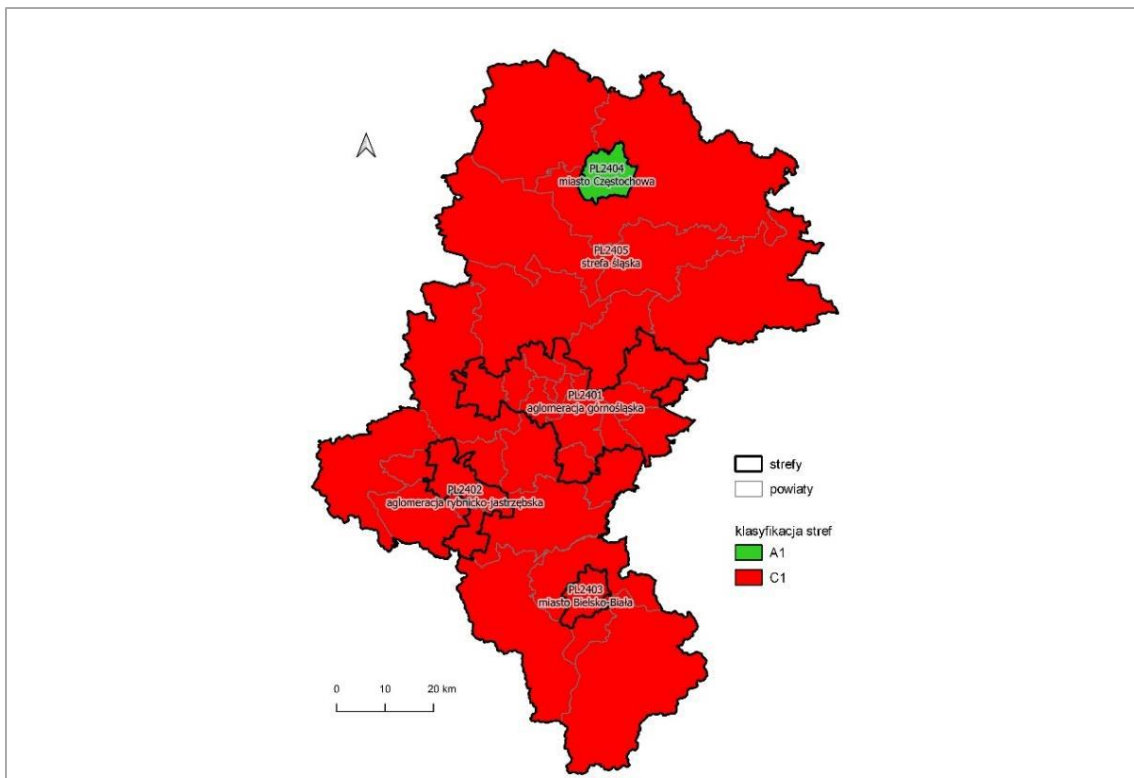 PL2404
miasto Częstochowa
PL2405
strefa śląska
PL2401
aglomeracja górnośląska
PL2402
aglomeracja rybnicko-jastrzębska
PL2403
miasto Bielsko-Biała
strefy
powiaty
klasyfikacja stref
A1
C1
0 10 20 km